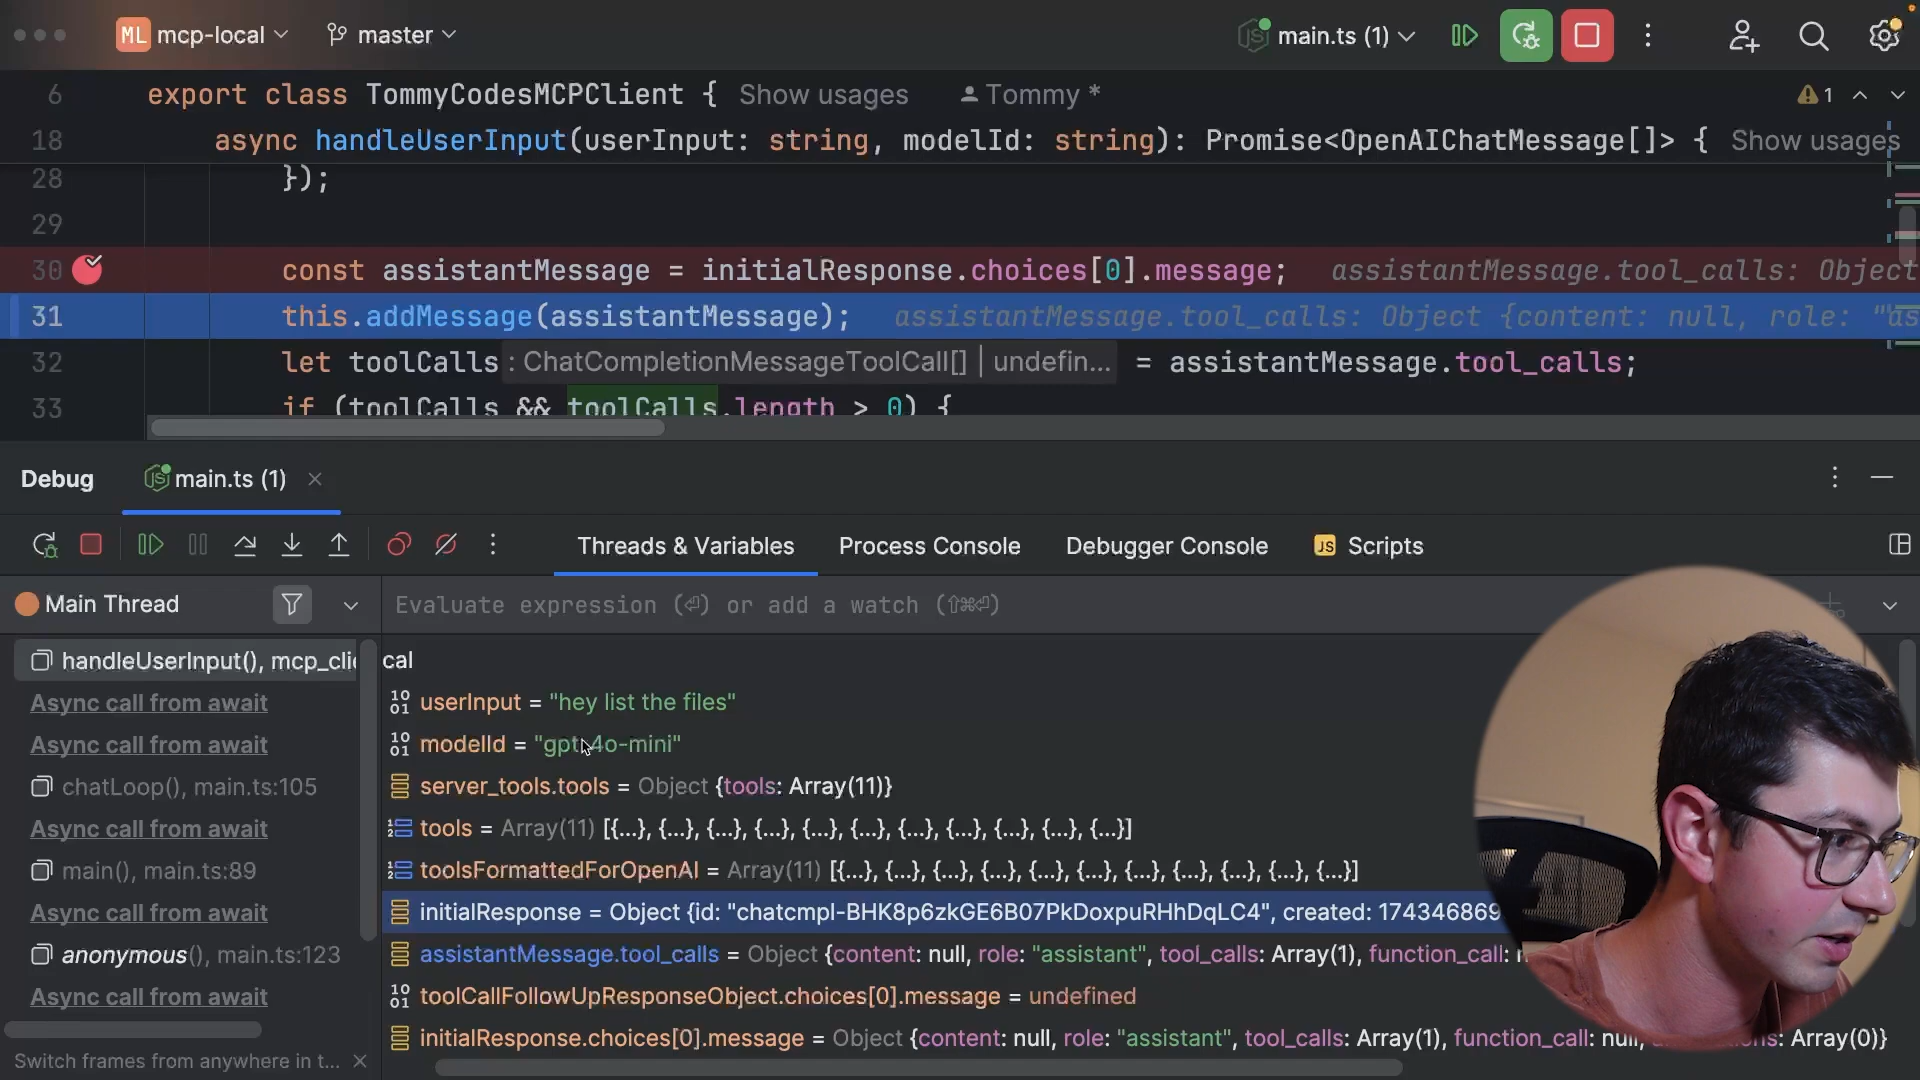 ML mcp-local master main.ts (1)
6 export class TommyCodesMCPClient { Show usages Tommy * 1
18 async handleUserInput(userInput: string, modelId: string): Promise<OpenAIChatMessage[]> { Show usages
28 });
29
30 const assistantMessage = initialResponse.choices[0].message; assistantMessage.tool_calls: Object
31 this.addMessage(assistantMessage); assistantMessage.tool_calls: Object {content: null, role: "as
32 let toolCalls : ChatCompletionMessageToolCall[] | undefin... = assistantMessage.tool_calls;
33 if (toolCalls && toolCalls.length > 0) {
Debug main.ts (1)
Threads & Variables Process Console Debugger Console JS Scripts
Main Thread
Evaluate expression (⏎) or add a watch (⇧⌘⏎)
handleUserInput(), mcp_clie
Async call from await
Async call from await
chatLoop(), main.ts:105
Async call from await
main(), main.ts:89
Async call from await
anonymous(), main.ts:123
Async call from await
Switch frames from anywhere in t...
cal
userInput = "hey list the files"
modelId = "gpt-4o-mini"
server_tools.tools = Object {tools: Array(11)}
tools = Array(11) [{...}, {...}, {...}, {...}, {...}, {...}, {...}, {...}, {...}, {...}, {...}]
toolsFormattedForOpenAI = Array(11) [{...}, {...}, {...}, {...}, {...}, {...}, {...}, {...}, {...}, {...}, {...}]
initialResponse = Object {id: "chatcmpl-BHK8p6zkGE6B07PkDoxpuRHhDqLC4", created: 174346869
assistantMessage.tool_calls = Object {content: null, role: "assistant", tool_calls: Array(1), function_call: n
toolCallFollowUpResponseObject.choices[0].message = undefined
initialResponse.choices[0].message = Object {content: null, role: "assistant", tool_calls: Array(1), function_call: null, Array(0)}